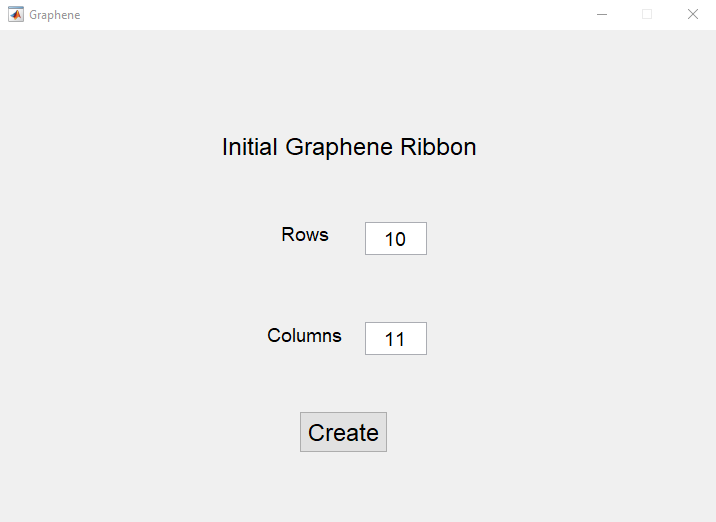 Graphene
Initial Graphene Ribbon
Rows 10
Columns 11
Create